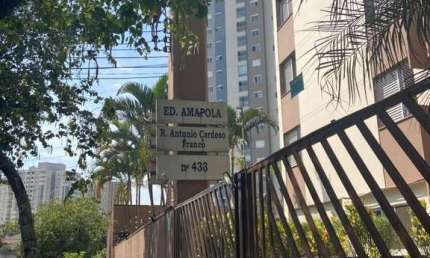 ED. AMAPOLA
R. Antonio Cardoso
Franco
nº 433